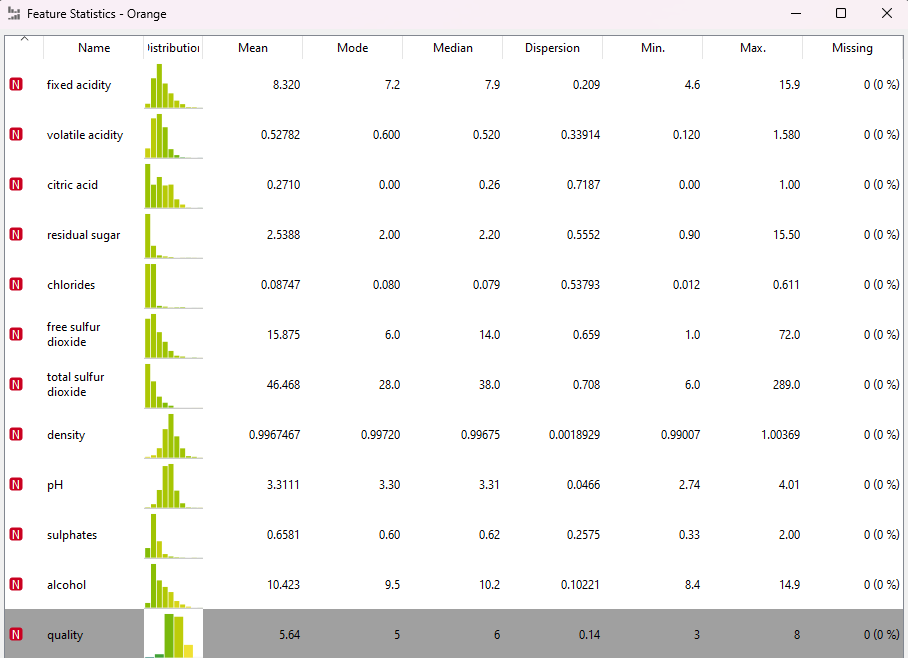 Feature Statistics - Orange
Name istribution Mean Mode Median Dispersion Min. Max. Missing
N fixed acidity 8.320 7.2 7.9 0.209 4.6 15.9 0 (0 %)
N volatile acidity 0.52782 0.600 0.520 0.33914 0.120 1.580 0 (0 %)
N citric acid 0.2710 0.00 0.26 0.7187 0.00 1.00 0 (0 %)
N residual sugar 2.5388 2.00 2.20 0.5552 0.90 15.50 0 (0 %)
N chlorides 0.08747 0.080 0.079 0.53793 0.012 0.611 0 (0 %)
free sulfur
N dioxide 15.875 6.0 14.0 0.659 1.0 72.0 0 (0 %)
total sulfur
N dioxide 46.468 28.0 38.0 0.708 6.0 289.0 0 (0 %)
N density 0.9967467 0.99720 0.99675 0.0018929 0.99007 1.00369 0 (0 %)
N pH 3.3111 3.30 3.31 0.0466 2.74 4.01 0 (0 %)
N sulphates 0.6581 0.60 0.62 0.2575 0.33 2.00 0 (0 %)
N alcohol 10.423 9.5 10.2 0.10221 8.4 14.9 0 (0 %)
N quality 5.64 5 6 0.14 3 8 0 (0 %)